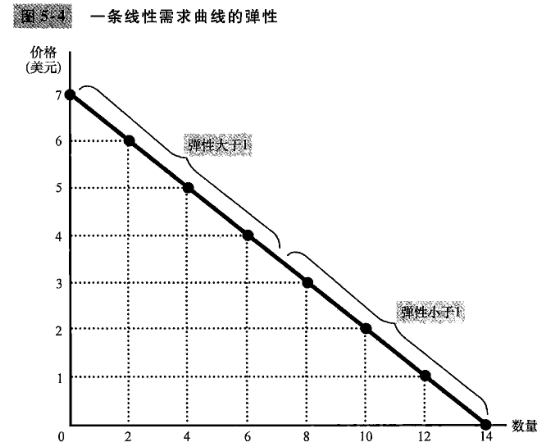 图 5-4 一条线性需求曲线的弹性
价格
(美元)
7
弹性大于1
6
5
4
3
弹性小于1
2
1
0 2 4 6 8 10 12 14 数量